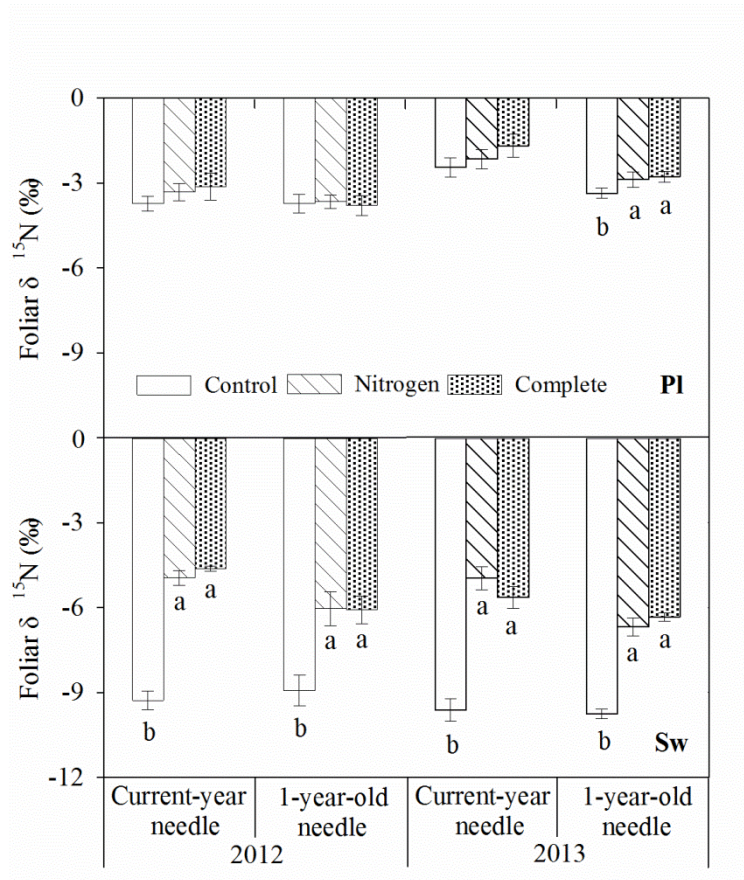 0
-3
-6
-9
Foliar δ ¹⁵N (‰)
b
a
a
Control
Nitrogen
Complete
Pl
0
-3
-6
-9
-12
Foliar δ ¹⁵N (‰)
a
a
b
a
a
b
a
a
b
a
a
b
Sw
Current-year
needle
1-year-old
needle
Current-year
needle
1-year-old
needle
2012
2013